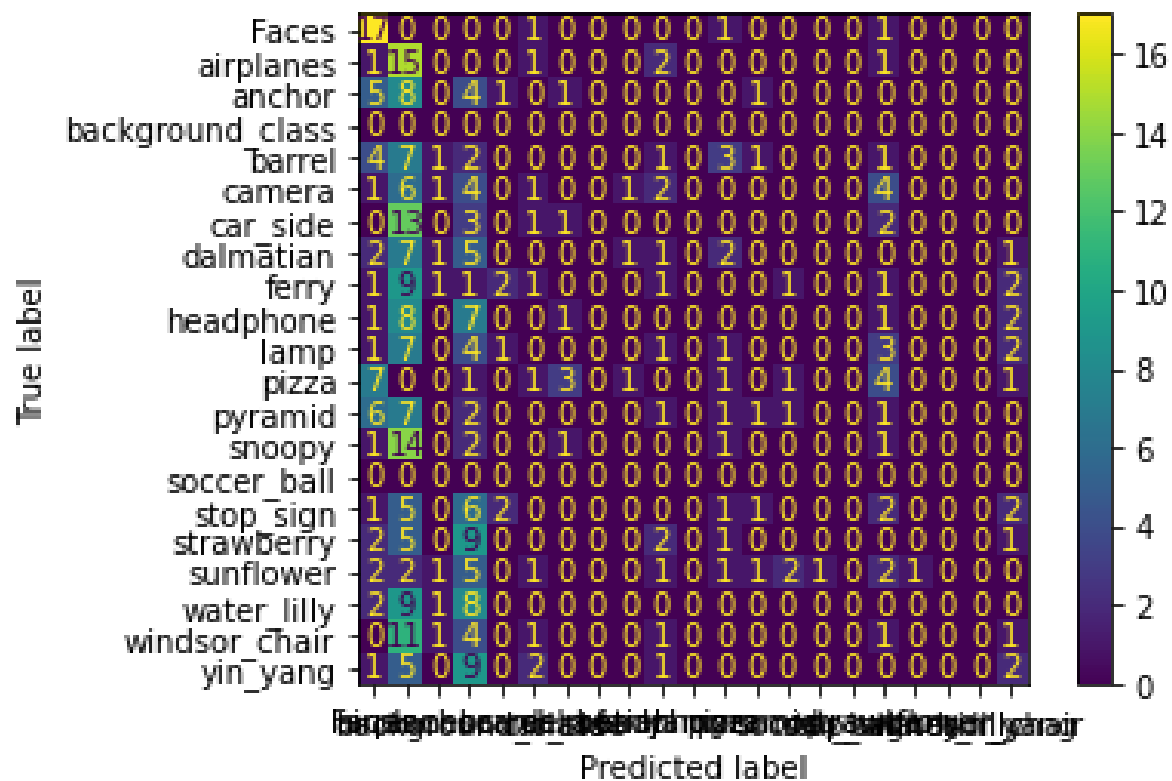 Faces 17 0 0 0 0 1 0 0 0 0 0 1 0 0 0 0 1 0 0 0 0
airplanes 1 15 0 0 0 1 0 0 0 2 0 0 0 0 0 0 1 0 0 0 0
anchor 5 8 0 4 1 0 1 0 0 0 0 0 1 0 0 0 0 0 0 0 0
background_class 0 0 0 0 0 0 0 0 0 0 0 0 0 0 0 0 0 0 0 0 0
barrel 4 7 1 2 0 0 0 0 0 1 0 3 1 0 0 0 1 0 0 0 0
camera 1 6 1 4 0 1 0 0 1 2 0 0 0 0 0 0 4 0 0 0 0
car_side 0 13 0 3 0 1 1 0 0 0 0 0 0 0 0 0 2 0 0 0 0
dalmatian 2 7 1 5 0 0 0 0 1 1 0 2 0 0 0 0 0 0 0 0 1
ferry 1 9 1 1 2 1 0 0 0 1 0 0 0 1 0 0 1 0 0 0 2
headphone 1 8 0 7 0 0 1 0 0 0 0 0 0 0 0 0 1 0 0 0 2
lamp 1 7 0 4 1 0 0 0 0 1 0 1 0 0 0 0 3 0 0 0 2
pizza 7 0 0 1 0 1 3 0 1 0 0 1 0 1 0 0 4 0 0 0 1
pyramid 6 7 0 2 0 0 0 0 0 1 0 1 1 1 0 0 1 0 0 0 0
snoopy 1 14 0 2 0 0 1 0 0 0 0 1 0 0 0 0 1 0 0 0 0
soccer_ball 0 0 0 0 0 0 0 0 0 0 0 0 0 0 0 0 0 0 0 0 0
stop_sign 1 5 0 6 2 0 0 0 0 0 0 1 1 0 0 0 2 0 0 0 2
strawberry 2 5 0 9 0 0 0 0 0 2 0 1 0 0 0 0 0 0 0 0 1
sunflower 2 2 1 5 0 1 0 0 0 1 0 1 1 2 1 0 2 1 0 0 0
water_lilly 2 9 1 8 0 0 0 0 0 0 0 0 0 0 0 0 0 0 0 0 0
windsor_chair 0 11 1 4 0 1 0 0 0 1 0 0 0 0 0 0 1 0 0 0 1
yin_yang 1 5 0 9 0 2 0 0 0 1 0 0 0 0 0 0 0 0 0 0 2
True label
Predicted label
16
14
12
10
8
6
4
2
0